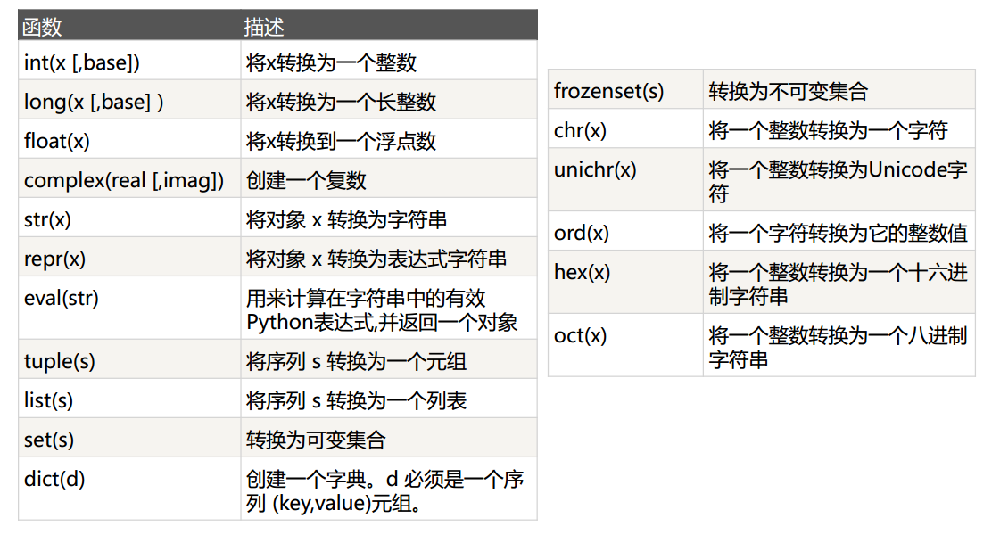 函数 描述
int(x [,base]) 将x转换为一个整数
long(x [,base] ) 将x转换为一个长整数
float(x) 将x转换到一个浮点数
complex(real [,imag]) 创建一个复数
str(x) 将对象 x 转换为字符串
repr(x) 将对象 x 转换为表达式字符串
eval(str) 用来计算在字符串中的有效
Python表达式,并返回一个对象
tuple(s) 将序列 s 转换为一个元组
list(s) 将序列 s 转换为一个列表
set(s) 转换为可变集合
dict(d) 创建一个字典。d 必须是一个序
列 (key,value)元组。
frozenset(s) 转换为不可变集合
chr(x) 将一个整数转换为一个字符
unichr(x) 将一个整数转换为Unicode字
符
ord(x) 将一个字符转换为它的整数值
hex(x) 将一个整数转换为一个十六进
制字符串
oct(x) 将一个整数转换为一个八进制
字符串